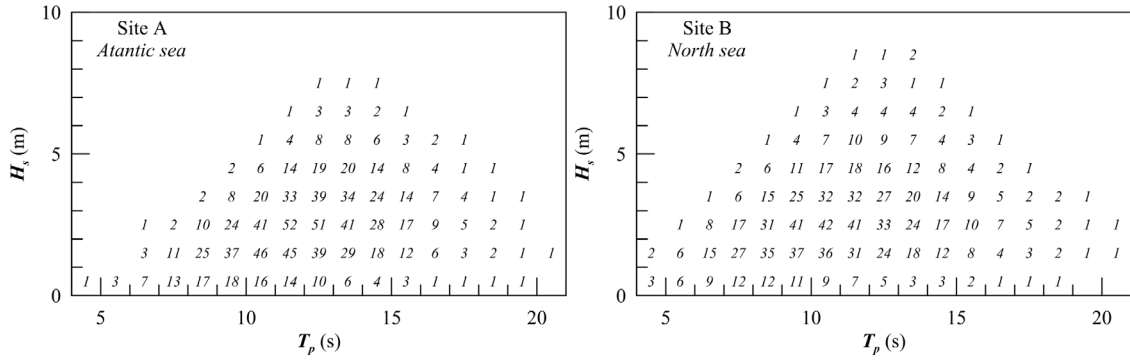 10
Site A
Atantic sea
1 1 1
1 3 3 2 1
1 4 8 8 6 3 2 1
5 2 6 14 19 20 14 8 4 1 1
H_s (m)
2 8 20 33 39 34 24 14 7 4 1 1
1 2 10 24 41 52 51 41 28 17 9 5 2 1
3 11 25 37 46 45 39 29 18 12 6 3 2 1 1
0 1 3 7 13 17 18 16 14 10 6 4 3 1 1 1 1
5 10 15 20
T_p (s)
10
Site B
North sea
1 1 2
1 2 3 1 1
1 3 4 4 4 2 1
1 4 7 10 9 7 4 3 1
5 2 6 11 17 18 16 12 8 4 2 1
H_s (m)
1 6 15 25 32 32 27 20 14 9 5 2 2 1
1 8 17 31 41 42 41 33 24 17 10 7 5 2 1 1
2 6 15 27 35 37 36 31 24 18 12 8 4 3 2 1 1
0 3 6 9 12 12 11 9 7 5 3 3 2 1 1 1
5 10 15 20
T_p (s)